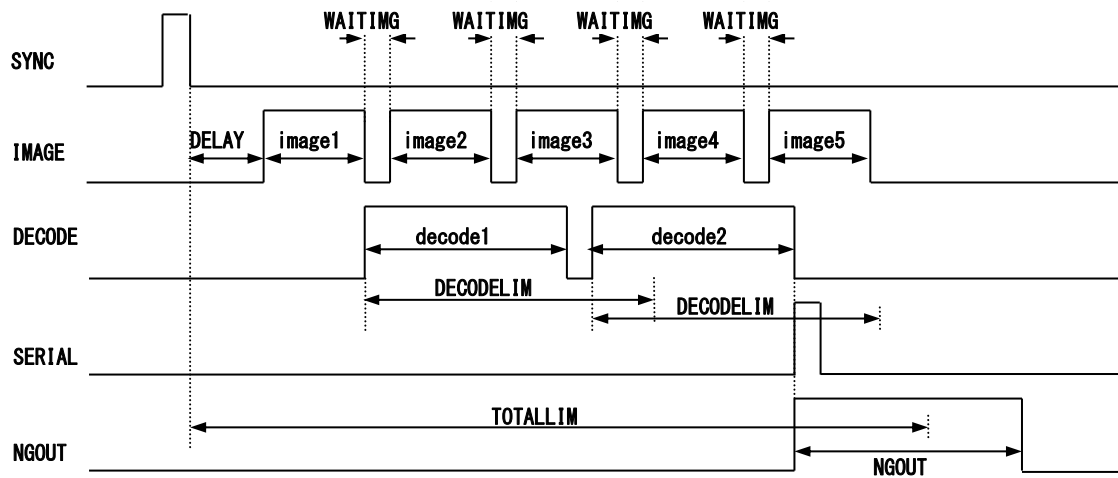 WAITIMG WAITIMG WAITIMG WAITIMG
SYNC
DELAY image1 image2 image3 image4 image5
IMAGE
DECODE decode1 decode2
DECODELIM
DECODELIM
SERIAL
TOTALLIM
NGOUT NGOUT